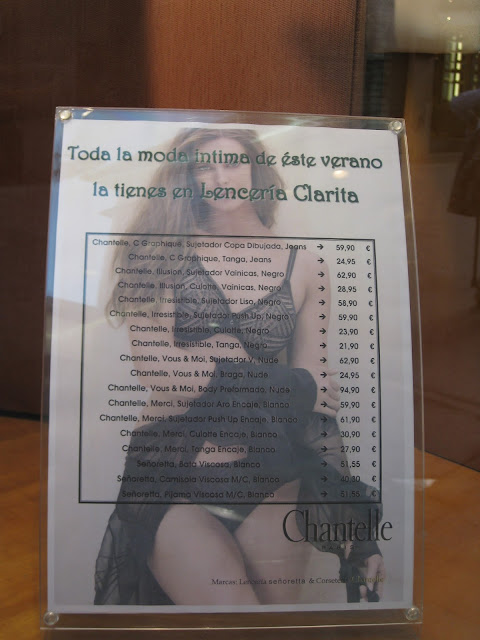 Toda la moda intima de éste verano
la tienes en Lencería Clarita
Chantelle, C Graphique, Sujetador Copa Dibujada, Jeans → 59,90 €
Chantelle, C Graphique, Tanga, Jeans → 24,95 €
Chantelle, Illusion, Sujetador Vainicas, Negro → 62,90 €
Chantelle, Illusion, Culotte, Vainicas, Negro → 28,95 €
Chantelle, Irresistible, Sujetador Liso, Negro → 58,90 €
Chantelle, Irresistible, Sujetador Push Up, Negro → 59,90 €
Chantelle, Irresistible, Culotte, Negro → 23,90 €
Chantelle, Irresistible, Tanga, Negro → 21,90 €
Chantelle, Vous & Moi, Sujetador V, Nude → 62,90 €
Chantelle, Vous & Moi, Braga, Nude → 24,95 €
Chantelle, Vous & Moi, Body Preformado, Nude → 94,90 €
Chantelle, Merci, Sujetador Aro Encaje, Blanco → 59,90 €
Chantelle, Merci, Sujetador Push Up Encaje, Blanco → 61,90 €
Chantelle, Merci, Culotte Encaje, Blanco → 30,90 €
Chantelle, Merci, Tanga Encaje, Blanco → 27,90 €
Señoretta, Bata Viscosa, Blanco → 51,55 €
Señoretta, Camisola Viscosa M/C, Blanco → 40,30 €
Señoretta, Pijama Viscosa M/C, Blanco → 51,55 €
Chantelle
Marcas: Lenceria señoretta &